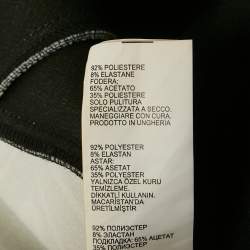 92% POLIESTERE
8% ELASTANE
FODERA:
65% ACETATO
35% POLIESTERE
SOLO PULITURA
SPECIALIZZATA A SECCO.
MANEGGIARE CON CURA.
PRODOTTO IN UNGHERIA
92% POLYESTER
8% ELASTAN
ASTAR:
65% ASETAT
35% POLYESTER
YALNIZCA ÖZEL KURU
TEMİZLEME.
DİKKATLİ KULLANIN.
MACARİSTAN'DA
ÜRETİLMİŞTİR
92% ПОЛИЭСТЕР
8% ЭЛАСТАН
ПОДКЛАДКА: 65% АЦЕТАТ
35% ПОЛИЭСТЕР